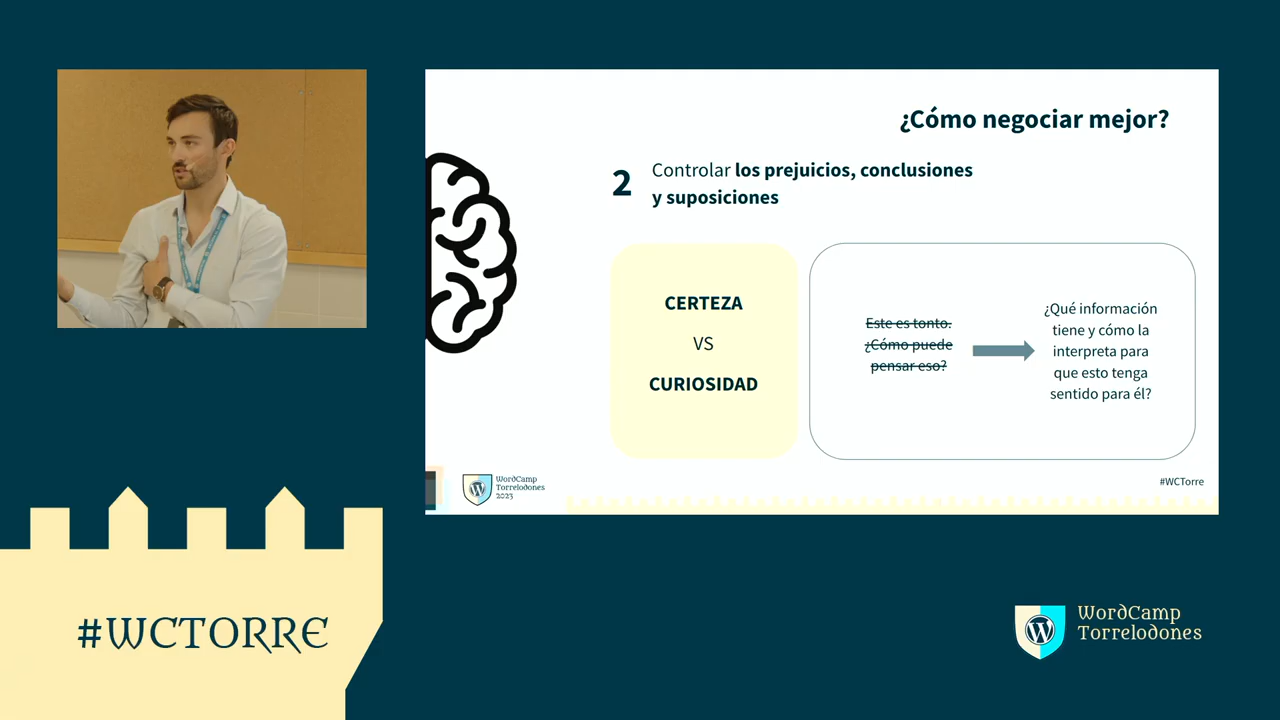 ¿Cómo negociar mejor?
2
Controlar los prejuicios, conclusiones
y suposiciones
CERTEZA
VS
CURIOSIDAD
Este es tonto.
¿Cómo puede
pensar eso?
¿Qué información
tiene y cómo la
interpreta para
que esto tenga
sentido para él?
WordCamp
Torrelodones
2023
#WCTorre
#WCTORRE
WordCamp
Torrelodones